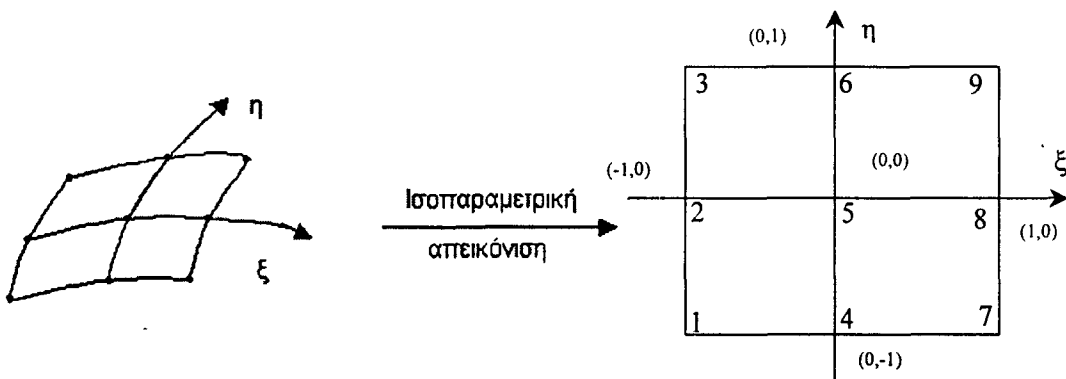 η
ξ
Ισοπαραμετρική
απεικόνιση
η
(0,1)
3 6 9
(0,0)
ξ
(-1,0)
2 5 8
(1,0)
1 4 7
(0,-1)